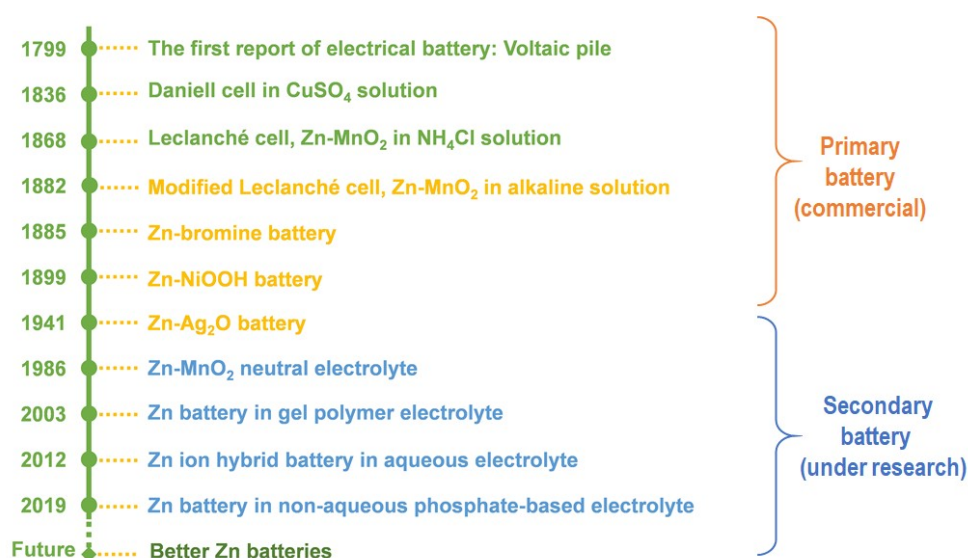 1799 The first report of electrical battery: Voltaic pile
1836 Daniell cell in CuSO₄ solution
1868 Leclanché cell, Zn-MnO₂ in NH₄Cl solution
1882 Modified Leclanché cell, Zn-MnO₂ in alkaline solution
1885 Zn-bromine battery
1899 Zn-NiOOH battery
Primary
battery
(commercial)
1941 Zn-Ag₂O battery
1986 Zn-MnO₂ neutral electrolyte
2003 Zn battery in gel polymer electrolyte
2012 Zn ion hybrid battery in aqueous electrolyte
2019 Zn battery in non-aqueous phosphate-based electrolyte
Future Better Zn batteries
Secondary
battery
(under research)